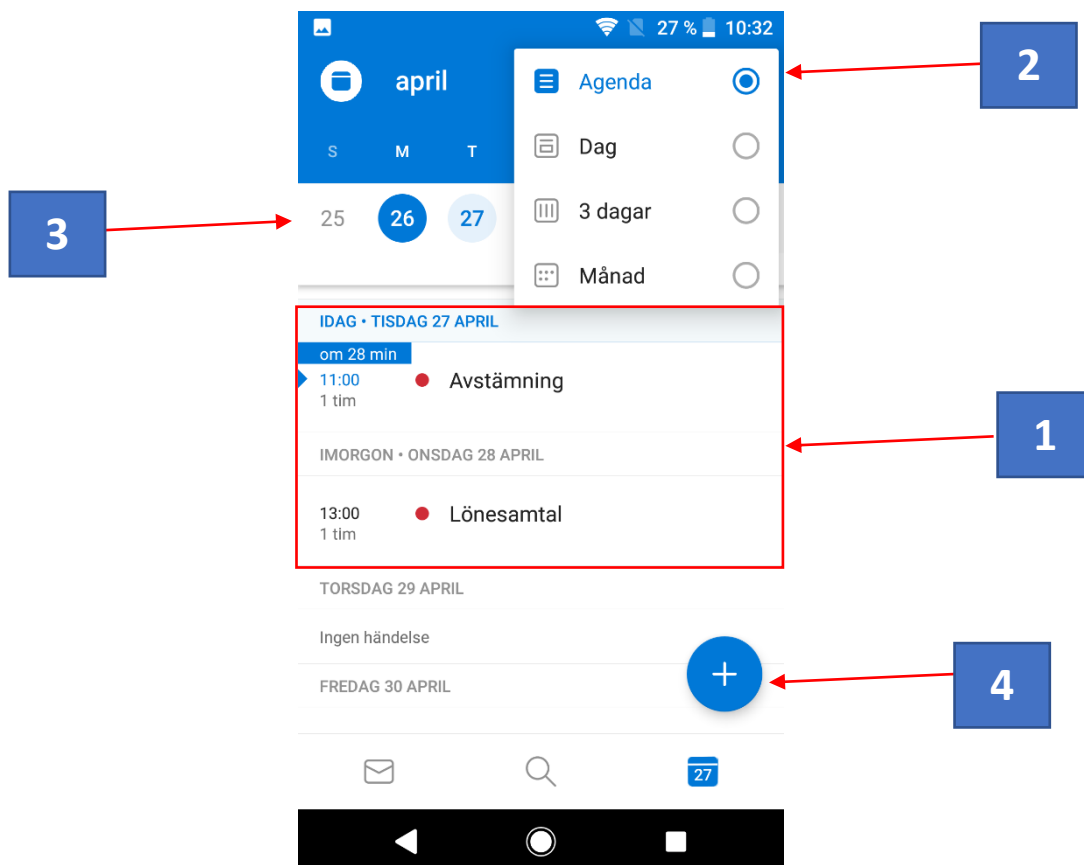 27 % 10:32
april
S M T
25 26 27
Agenda
Dag
3 dagar
Månad
2
3
IDAG • TISDAG 27 APRIL
om 28 min
11:00 Avstämning
1 tim
1
IMORGON • ONSDAG 28 APRIL
13:00 Lönesamtal
1 tim
TORSDAG 29 APRIL
Ingen händelse
4
FREDAG 30 APRIL
27